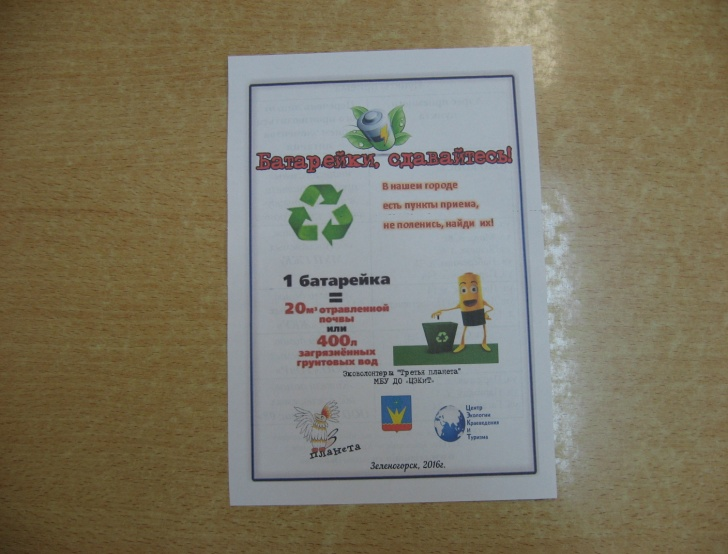 Батарейки, сдавайтесь!
В нашем городе
есть пункты приема,
не поленись, найди их!
1 батарейка
=
20м³ отравленной
почвы
или
400л
загрязнённых
грунтовых вод
Эковолонтеры "Третья планета"
МБУ ДО «ЦЭКиТ»
3 планета
Центр
Экологии
Краеведения
и
Туризма
Зеленогорск, 2016г.